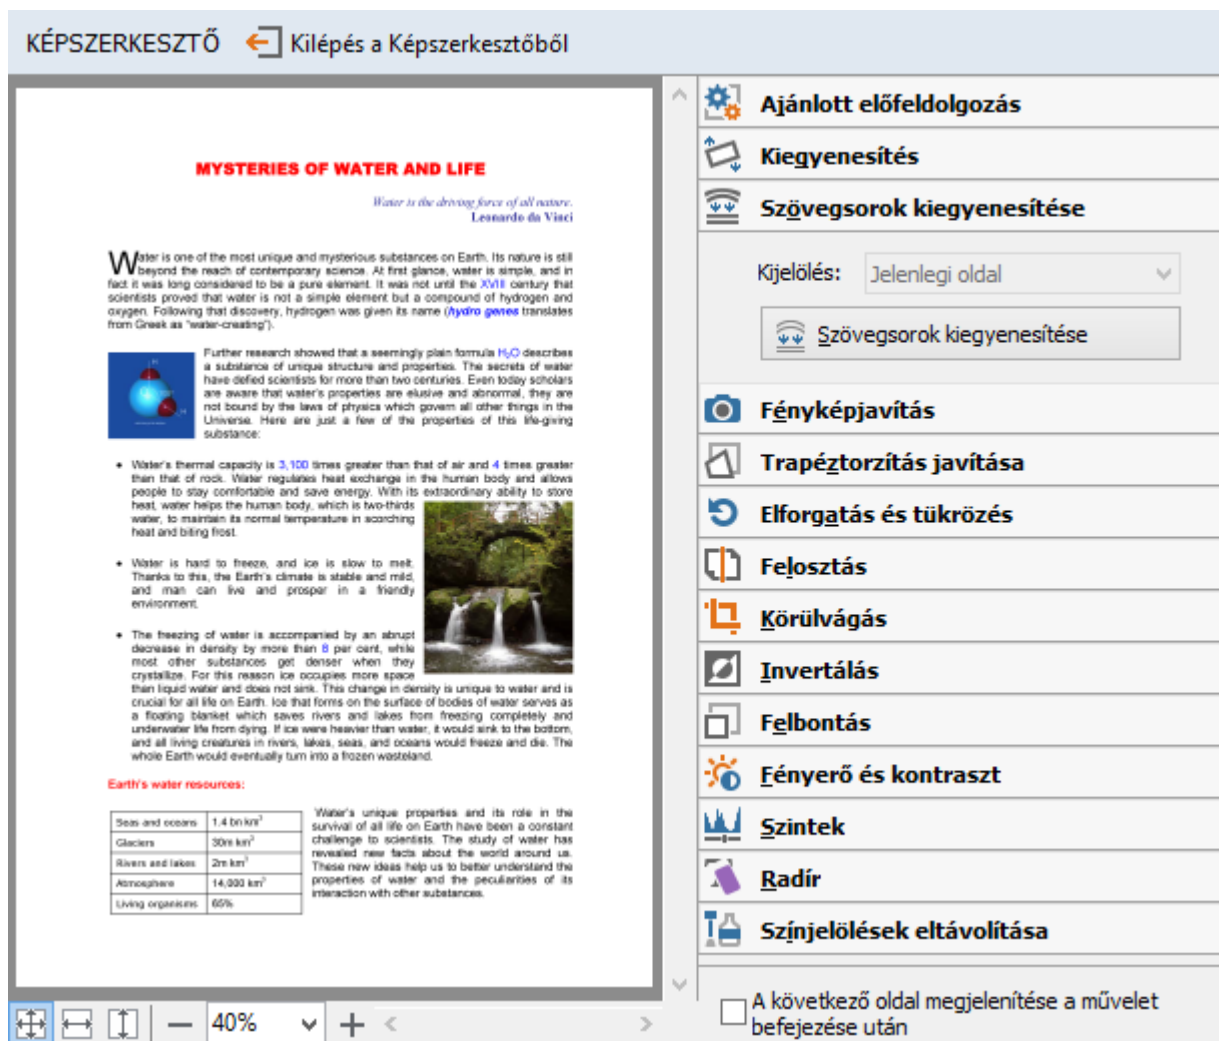 KÉPSZERKESZTŐ Kilépés a Képszerkesztőből
MYSTERIES OF WATER AND LIFE
Water is the driving force of all nature.
Leonardo da Vinci
Water is one of the most unique and mysterious substances on Earth. Its nature is still
beyond the reach of contemporary science. At first glance, water is simple, and in
fact it was long considered to be a pure element. It was not until the XVIII century that
scientists proved that water is not a simple element but a compound of hydrogen and
oxygen. Following that discovery, hydrogen was given its name (hydro genes translates
from Greek as "water-creating").
Further research showed that a seemingly plain formula H₂O describes
a substance of unique structure and properties. The secrets of water
have defied scientists for more than two centuries. Even today scholars
are aware that water's properties are elusive and abnormal, they are
not bound by the laws of physics which govern all other things in the
Universe. Here are just a few of the properties of this life-giving
substance:
• Water's thermal capacity is 3,100 times greater than that of air and 4 times greater
than that of rock. Water regulates heat exchange in the human body and allows
people to stay comfortable and save energy. With its extraordinary ability to store
heat, water helps the human body, which is two-thirds
water, to maintain its normal temperature in scorching
heat and biting frost.
• Water is hard to freeze, and ice is slow to melt.
Thanks to this, the Earth's climate is stable and mild,
and man can live and prosper in a friendly
environment.
• The freezing of water is accompanied by an abrupt
decrease in density by more than 8 per cent, while
most other substances get denser when they
crystallize. For this reason ice occupies more space
than liquid water and does not sink. This change in density is unique to water and is
crucial for all life on Earth. Ice that forms on the surface of bodies of water serves as
a floating blanket which saves rivers and lakes from freezing completely and
underwater life from dying. If ice were heavier than water, it would sink to the bottom,
and all living creatures in rivers, lakes, seas, and oceans would freeze and die. The
whole Earth would eventually turn into a frozen wasteland.
Earth's water resources:
Seas and oceans 1.4 bn km³
Glaciers 30m km³
Rivers and lakes 2m km³
Atmosphere 14,000 km³
Living organisms 65%
Water's unique properties and its role in the
survival of all life on Earth have been a constant
challenge to scientists. The study of water has
revealed new facts about the world around us.
These new ideas help us to better understand the
properties of water and the peculiarities of its
interaction with other substances.
40%
Ajánlott előfeldolgozás
Kiegyenesítés
Szövegsorok kiegyenesítése
Kijelölés: Jelenlegi oldal
Szövegsorok kiegyenesítése
Fényképjavítás
Trapéztorzítás javítása
Elforgatás és tükrözés
Felosztás
Körülvágás
Invertálás
Felbontás
Fényerő és kontraszt
Szintek
Radír
Színjelölések eltávolítása
A következő oldal megjelenítése a művelet
befejezése után